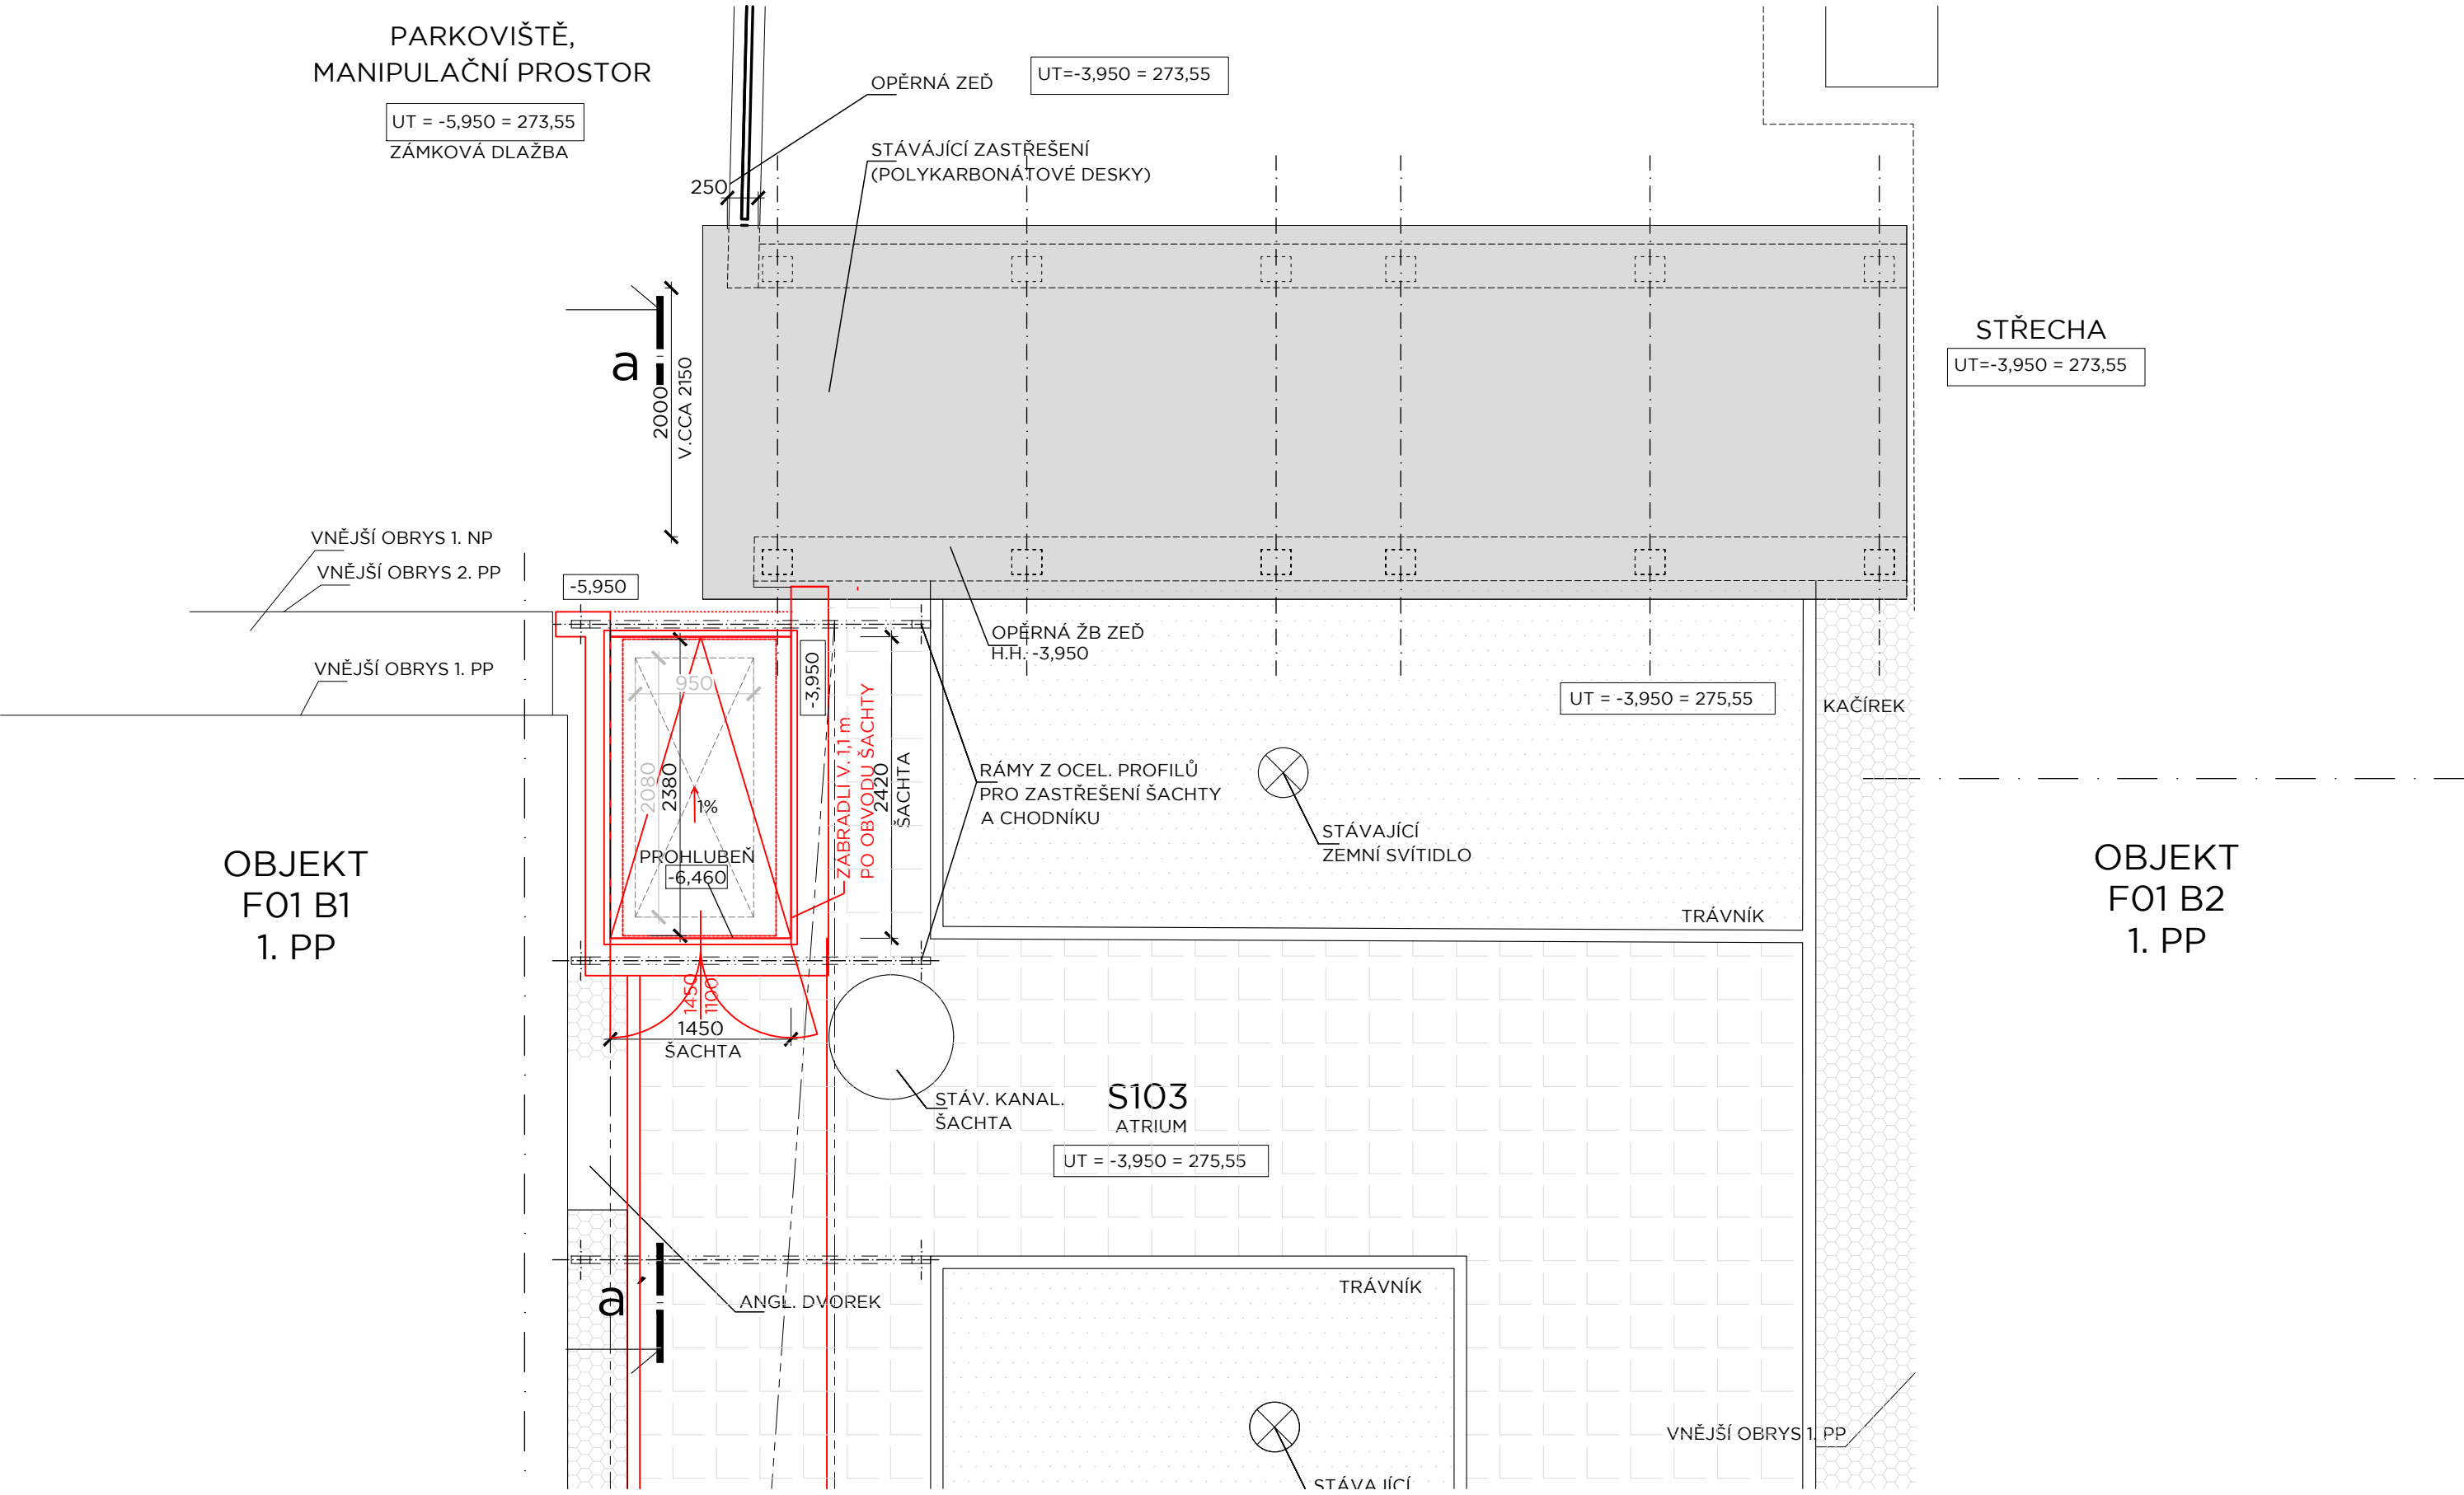 PARKOVIŠTĚ,
MANIPULAČNÍ PROSTOR
UT = -5,950 = 273,55
ZÁMKOVÁ DLAŽBA
OPĚRNÁ ZEĎ
UT=-3,950 = 273,55
STÁVÁJÍCÍ ZASTŘEŠENÍ
(POLYKARBONÁTOVÉ DESKY)
250
a
2000
V.CCA 2150
STŘECHA
UT=-3,950 = 273,55
VNĚJŠÍ OBRYS 1. NP
VNĚJŠÍ OBRYS 2. PP
-5,950
VNĚJŠÍ OBRYS 1. PP
OPĚRNÁ ŽB ZEĎ
H.H. -3,950
-3,950
950
2080
2380
1%
PROHLUBEŇ
-6,460
ZÁBRADLÍ V. 1,1 m
PO OBVODU ŠACHTY
2420
ŠACHTA
RÁMY Z OCEL. PROFILŮ
PRO ZASTŘEŠENÍ ŠACHTY
A CHODNÍKU
UT = -3,950 = 275,55
KAČÍREK
STÁVAJÍCÍ
ZEMNÍ SVÍTIDLO
TRÁVNÍK
OBJEKT
F01 B1
1. PP
OBJEKT
F01 B2
1. PP
1450
1100
1450
ŠACHTA
STÁV. KANAL.
ŠACHTA
S103
ATRIUM
UT = -3,950 = 275,55
a´
ANGL. DVOREK
TRÁVNÍK
VNĚJŠÍ OBRYS 1. PP
STÁVAJÍCÍ